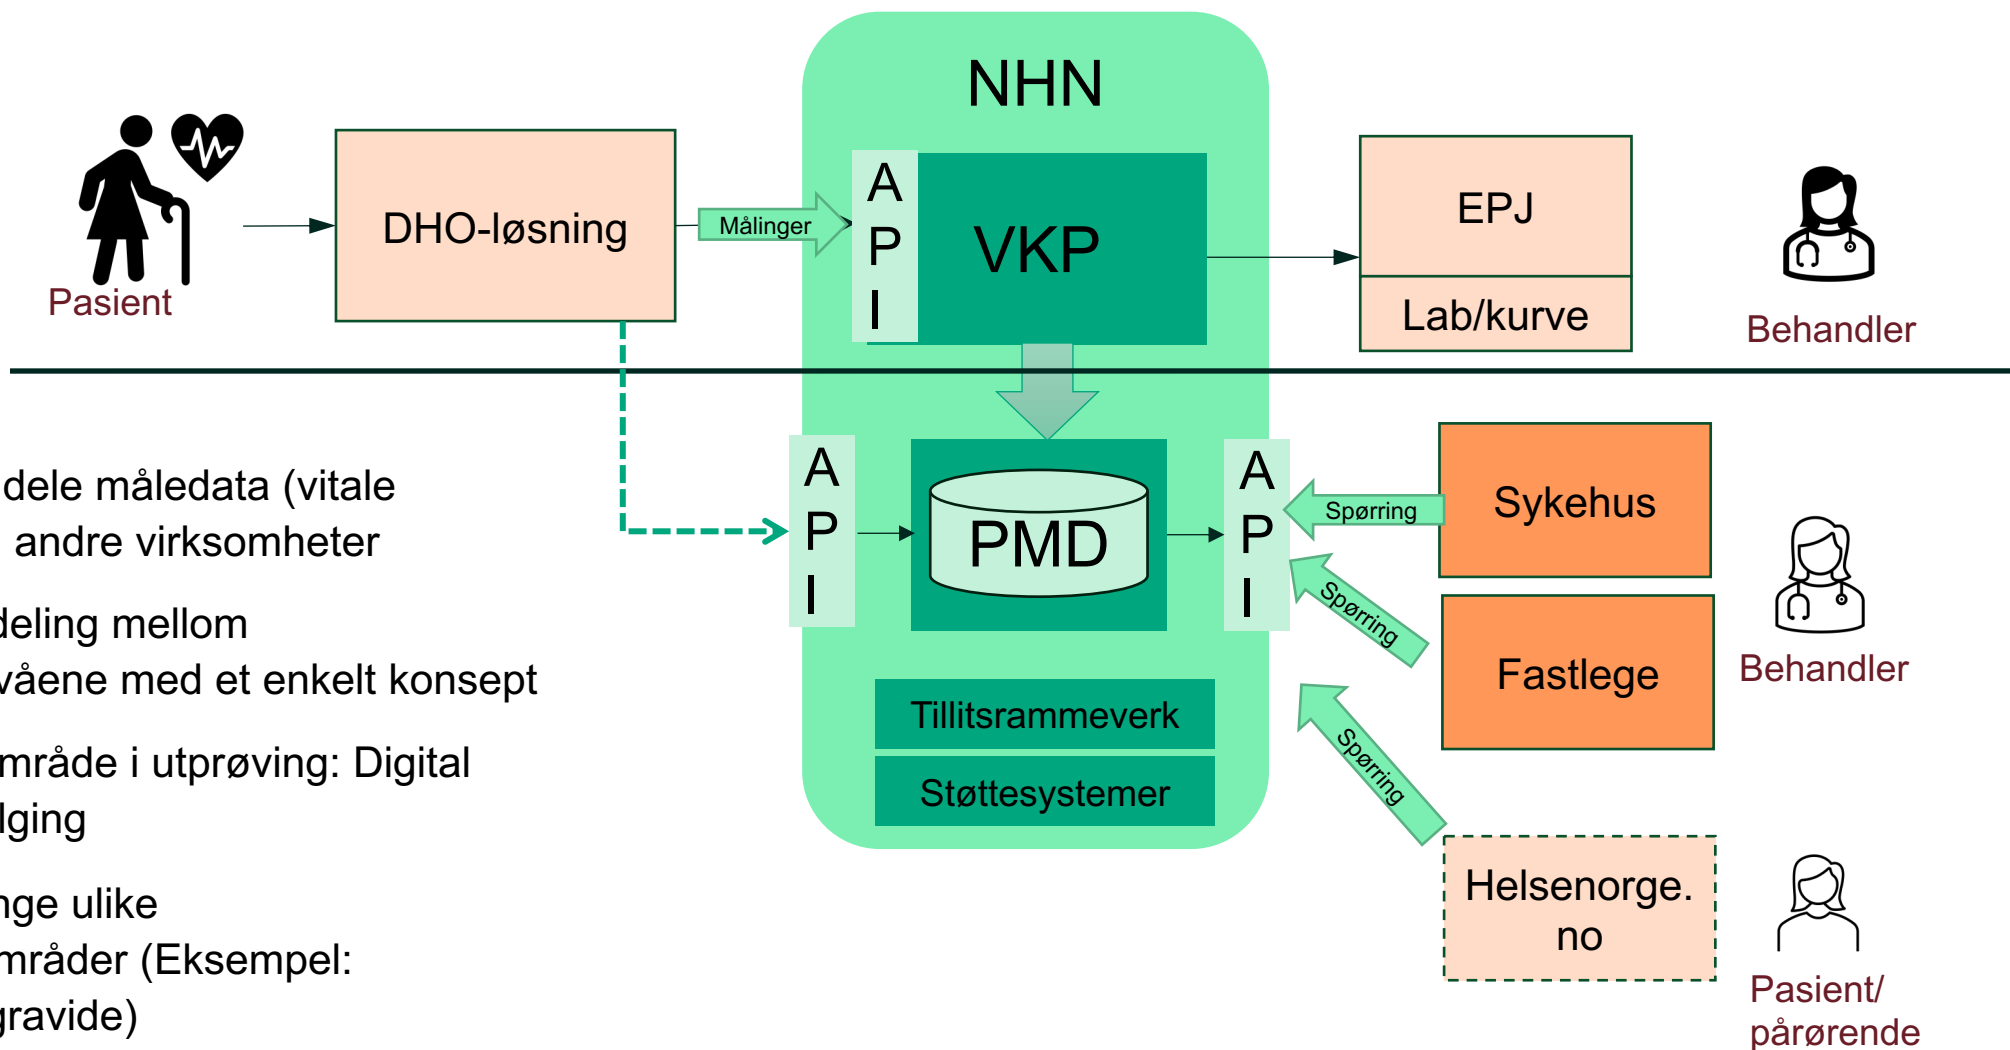 NHN
Pasient
DHO-løsning
Målinger
A
P
I
VKP
EPJ
Lab/kurve
Behandler
dele måledata (vitale
andre virksomheter
deling mellom
våene med et enkelt konsept
område i utprøving: Digital
lging
nge ulike
områder (Eksempel:
gravide)
A
P
I
PMD
A
P
I
Spørring
Sykehus
Spørring
Fastlege
Behandler
Tillitsrammeverk
Støttesystemer
Spørring
Helsenorge.
no
Pasient/
pårørende